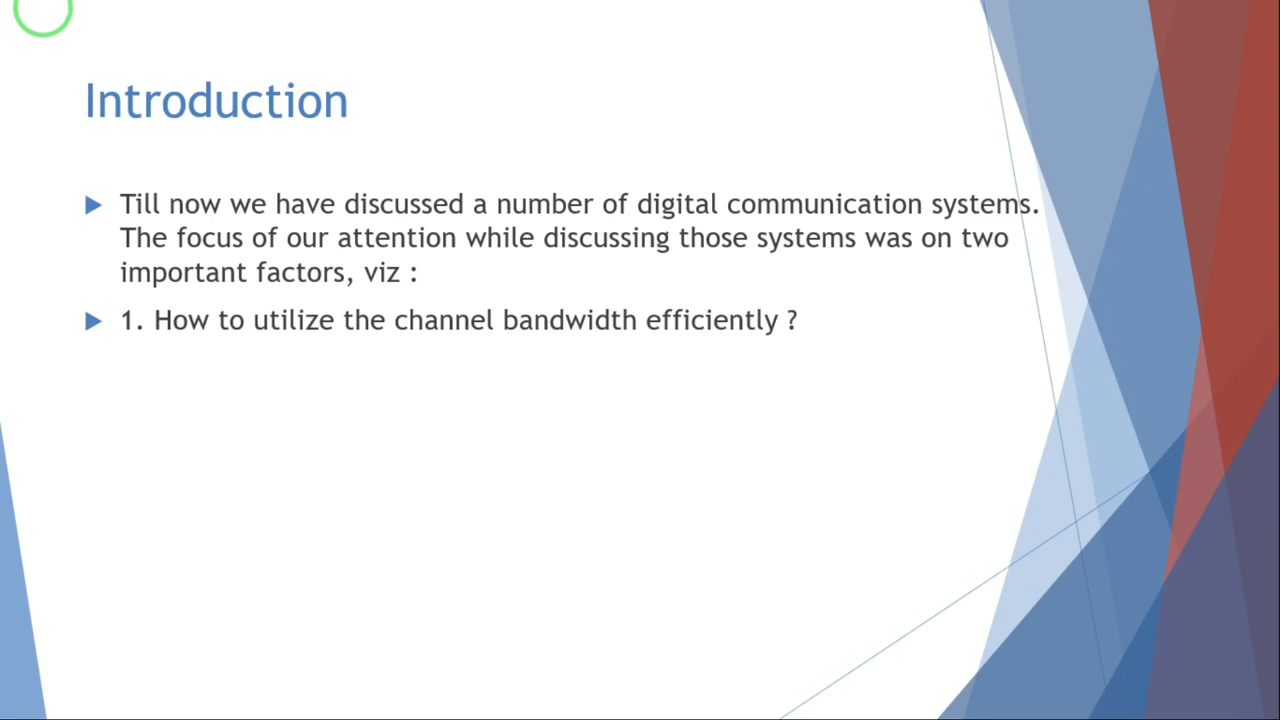 Introduction
Till now we have discussed a number of digital communication systems.
The focus of our attention while discussing those systems was on two
important factors, viz :
1. How to utilize the channel bandwidth efficiently ?